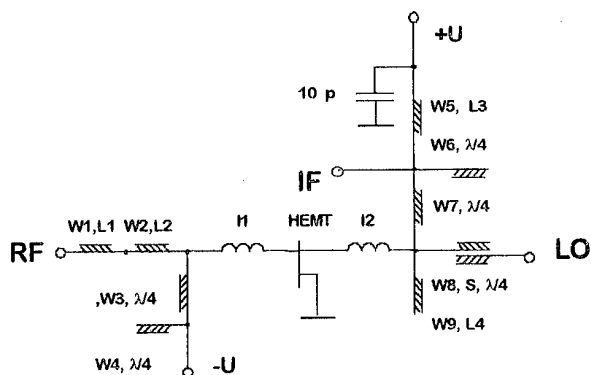 +U
10 p
W5, L3
W6, λ/4
IF
W7, λ/4
W1,L1 W2,L2 l1 HEMT l2
RF LO
,W3, λ/4
W8, S, λ/4
W9, L4
W4, λ/4
-U